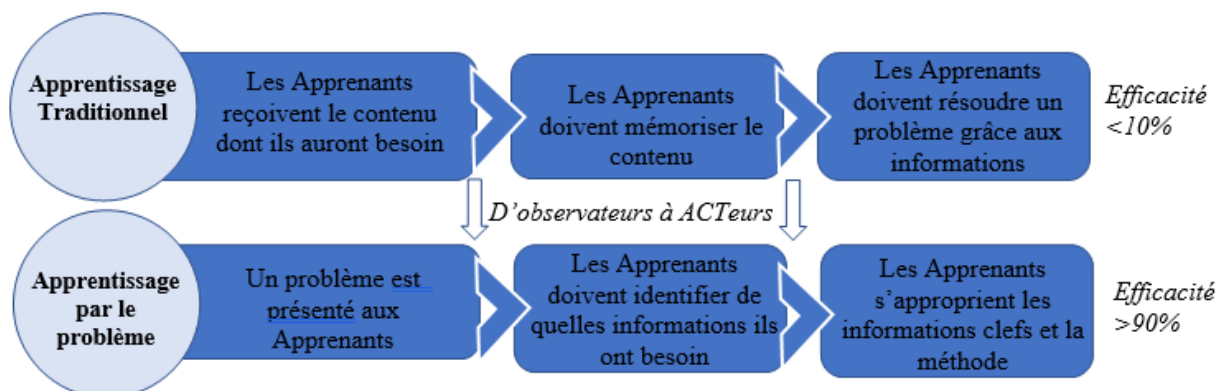 Apprentissage
Traditionnel
Les Apprenants
reçoivent le contenu
dont ils auront besoin
Les Apprenants
doivent mémoriser le
contenu
Les Apprenants
doivent résoudre un
problème grâce aux
informations
Efficacité
<10%
D’observateurs à ACTeurs
Apprentissage
par le
problème
Un problème est
présenté aux
Apprenants
Les Apprenants
doivent identifier de
quelles informations ils
ont besoin
Les Apprenants
s’approprient les
informations clefs et la
méthode
Efficacité
>90%